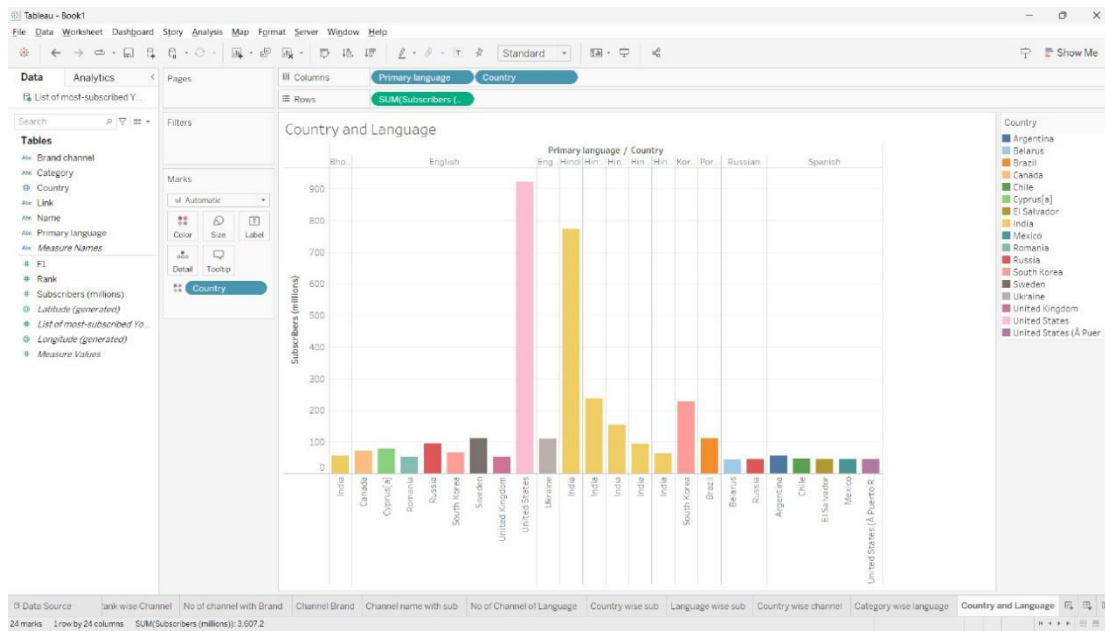 Tableau - Book1
File Data Worksheet Dashboard Story Analysis Map Format Server Window Help
Standard
Show Me
Data Analytics
List of most-subscribed Y...
Search
Tables
Abc Brand channel
Abc Category
Country
Abc Link
Abc Name
Abc Primary language
Abc Measure Names
# F1
# Rank
# Subscribers (millions)
Latitude (generated)
# List of most-subscribed Yo...
Longitude (generated)
# Measure Values
Pages
Filters
Marks
Automatic
Color Size Label
Detail Tooltip
Country
Columns Primary language Country
Rows SUM(Subscribers (..
Country and Language
Primary language / Country
Bho.. English Eng.. Hindi Hin.. Hin.. Hin.. Hin.. Kor.. Por.. Russian Spanish
Subscribers (millions)
900
800
700
600
500
400
300
200
100
0
India
Canada
Cyprus[a]
Romania
Russia
South Korea
Sweden
United Kingdom
United States
Ukraine
India
India
India
India
India
South Korea
Brazil
Belarus
Russia
Argentina
Chile
El Salvador
Mexico
United States (Â Puerto R..
Country
Argentina
Belarus
Brazil
Canada
Chile
Cyprus[a]
El Salvador
India
Mexico
Romania
Russia
South Korea
Sweden
Ukraine
United Kingdom
United States
United States (Â Puer..
Data Source tank wise Channel No of channel with Brand Channel Brand Channel name with sub No of Channel of Language Country wise sub Language wise sub Country wise channel Category wise language Country and Language
24 marks 1 row by 24 columns SUM(Subscribers (millions)): 3,607.2